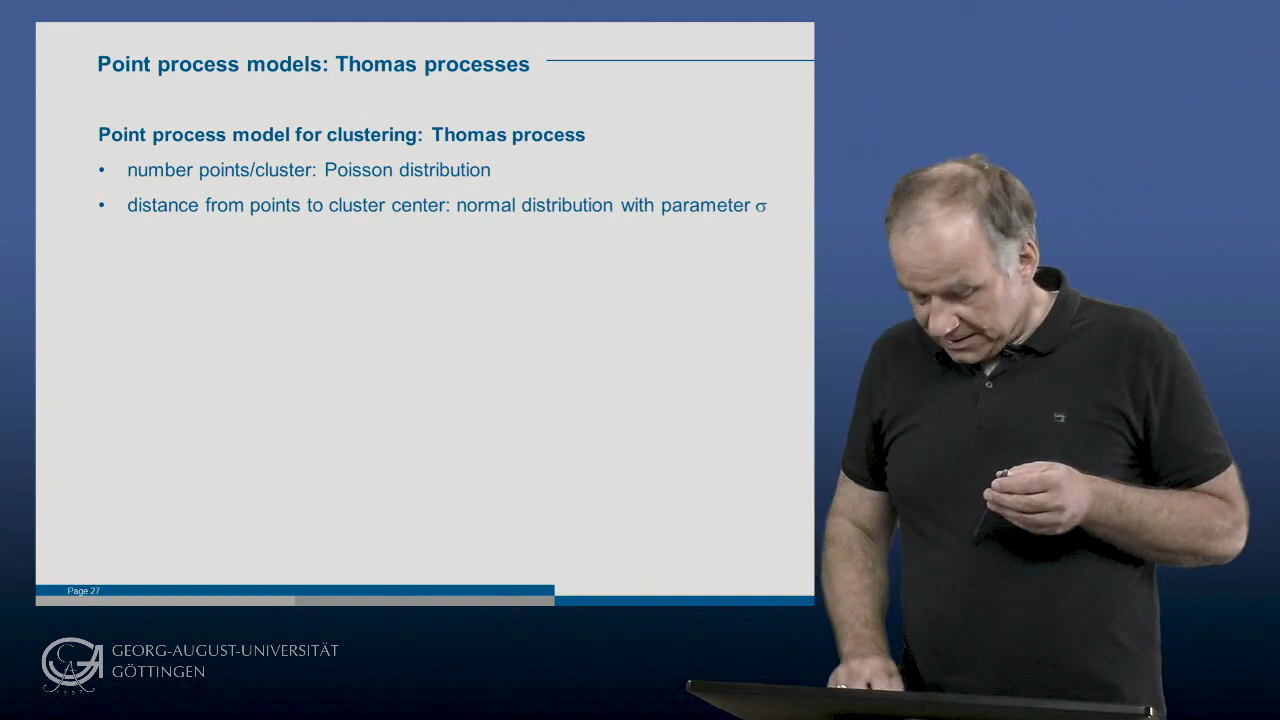 Point process models: Thomas processes
Point process model for clustering: Thomas process
• number points/cluster: Poisson distribution
• distance from points to cluster center: normal distribution with parameter σ
Page 27
GEORG-AUGUST-UNIVERSITÄT
GÖTTINGEN